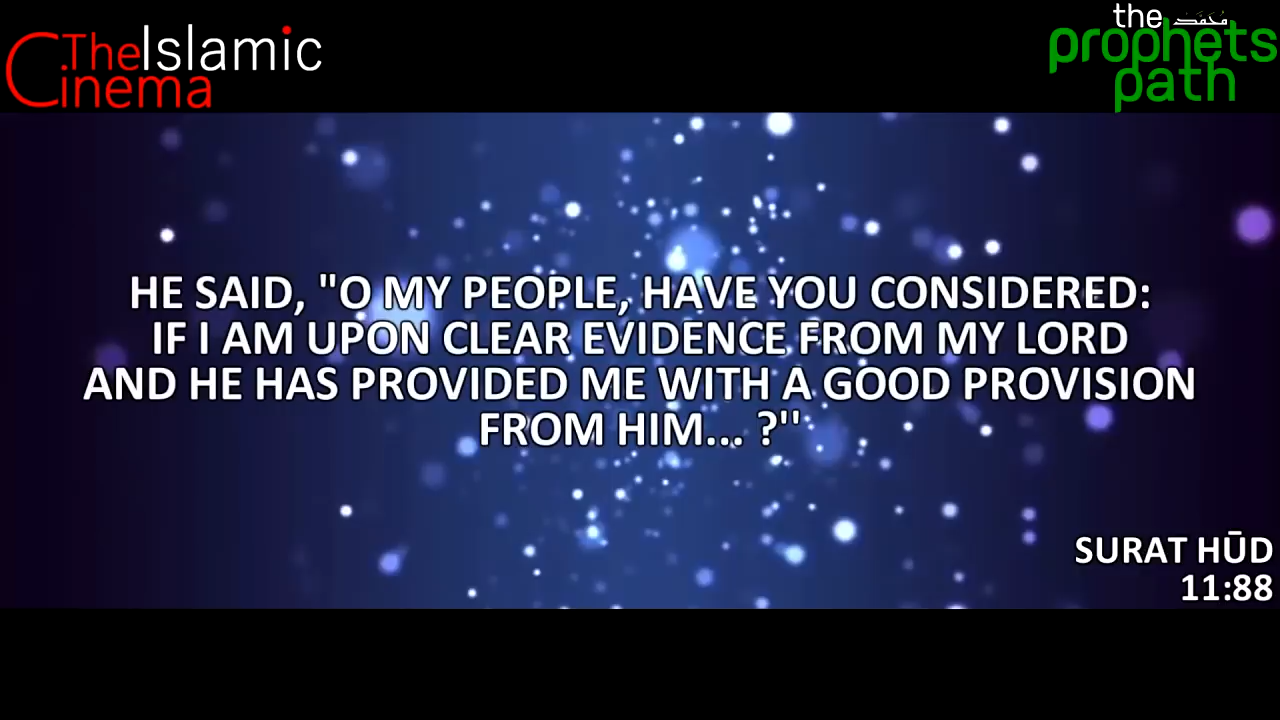 TheIslamic
Cinema
the محمد
prophets
path
HE SAID, "O MY PEOPLE, HAVE YOU CONSIDERED:
IF I AM UPON CLEAR EVIDENCE FROM MY LORD
AND HE HAS PROVIDED ME WITH A GOOD PROVISION
FROM HIM... ?''
SURAT HŪD
11:88